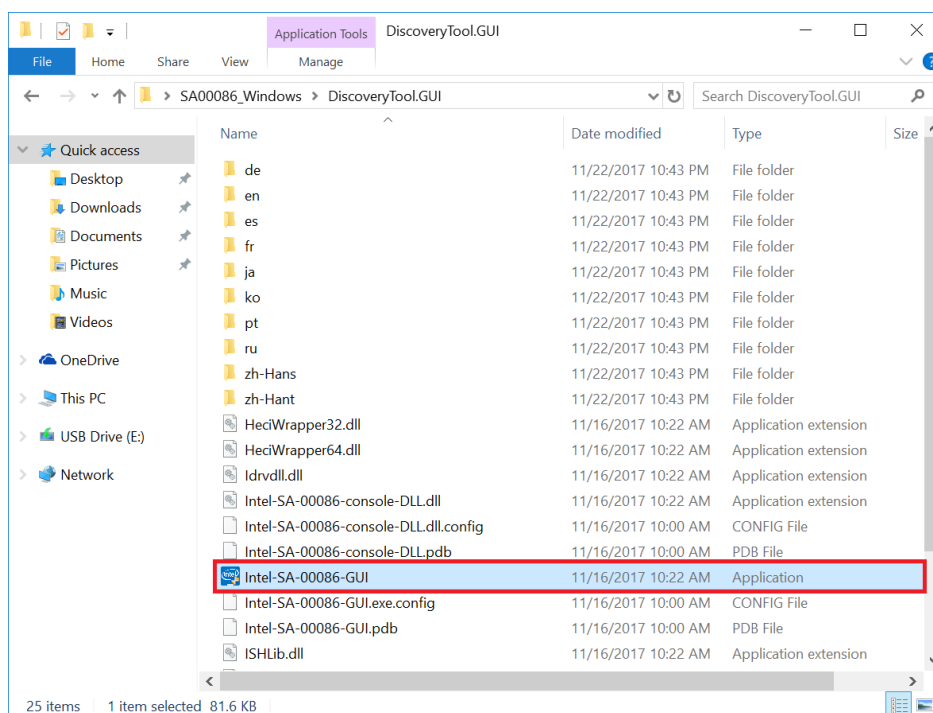 Application Tools DiscoveryTool.GUI
File Home Share View Manage
SA00086_Windows > DiscoveryTool.GUI Search DiscoveryTool.GUI
Name Date modified Type Size
Quick access
Desktop
Downloads
Documents
Pictures
Music
Videos
OneDrive
This PC
USB Drive (E:)
Network
de 11/22/2017 10:43 PM File folder
en 11/22/2017 10:43 PM File folder
es 11/22/2017 10:43 PM File folder
fr 11/22/2017 10:43 PM File folder
ja 11/22/2017 10:43 PM File folder
ko 11/22/2017 10:43 PM File folder
pt 11/22/2017 10:43 PM File folder
ru 11/22/2017 10:43 PM File folder
zh-Hans 11/22/2017 10:43 PM File folder
zh-Hant 11/22/2017 10:43 PM File folder
HeciWrapper32.dll 11/16/2017 10:22 AM Application extension
HeciWrapper64.dll 11/16/2017 10:22 AM Application extension
Idrvdll.dll 11/16/2017 10:22 AM Application extension
Intel-SA-00086-console-DLL.dll 11/16/2017 10:22 AM Application extension
Intel-SA-00086-console-DLL.dll.config 11/16/2017 10:00 AM CONFIG File
Intel-SA-00086-console-DLL.pdb 11/16/2017 10:00 AM PDB File
Intel-SA-00086-GUI 11/16/2017 10:22 AM Application
Intel-SA-00086-GUI.exe.config 11/16/2017 10:00 AM CONFIG File
Intel-SA-00086-GUI.pdb 11/16/2017 10:00 AM PDB File
ISHLib.dll 11/16/2017 10:22 AM Application extension
25 items 1 item selected 81.6 KB